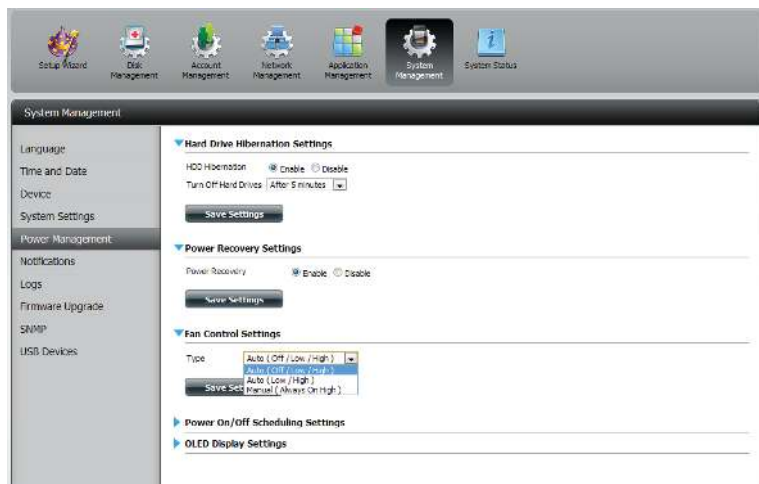 Setup Wizard
Disk Management
Account Management
Network Management
Application Management
System Management
System Status
System Management
Language
Time and Date
Device
System Settings
Power Management
Notifications
Logs
Firmware Upgrade
SNMP
USB Devices
Hard Drive Hibernation Settings
HDD Hibernation Enable Disable
Turn Off Hard Drives After 5 minutes
Save Settings
Power Recovery Settings
Power Recovery Enable Disable
Save Settings
Fan Control Settings
Type Auto ( Off / Low / High )
Auto ( Off / Low / High )
Auto ( Low / High )
Manual ( Always On High )
Save Set
Power On/Off Scheduling Settings
OLED Display Settings